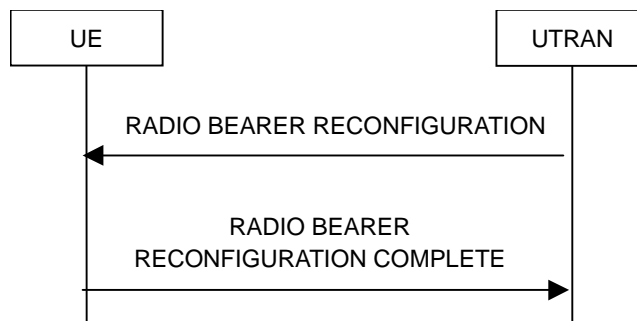 UE
UTRAN
RADIO BEARER RECONFIGURATION
RADIO BEARER
RECONFIGURATION COMPLETE